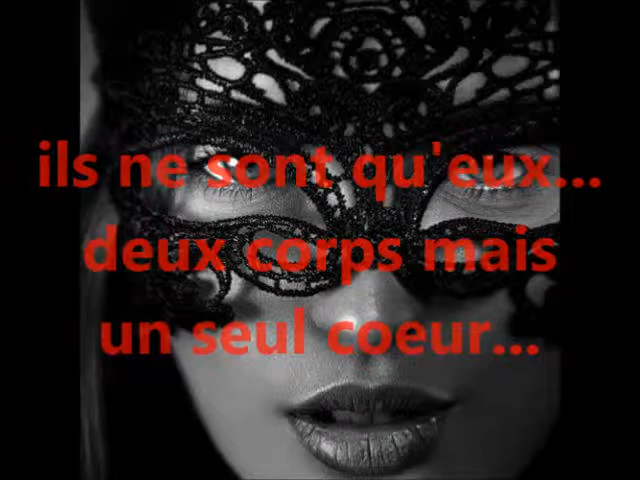 ils ne sont qu'eux...
deux corps mais
un seul coeur...